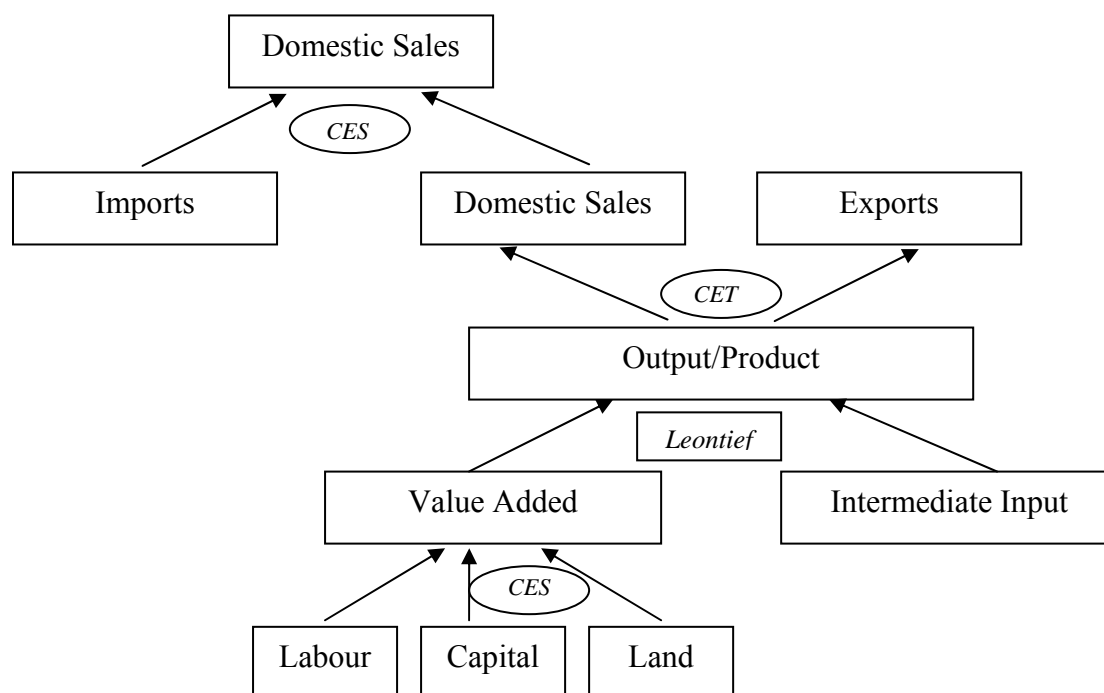 Domestic Sales
CES
Imports
Domestic Sales
Exports
CET
Output/Product
Leontief
Value Added
Intermediate Input
CES
Labour
Capital
Land